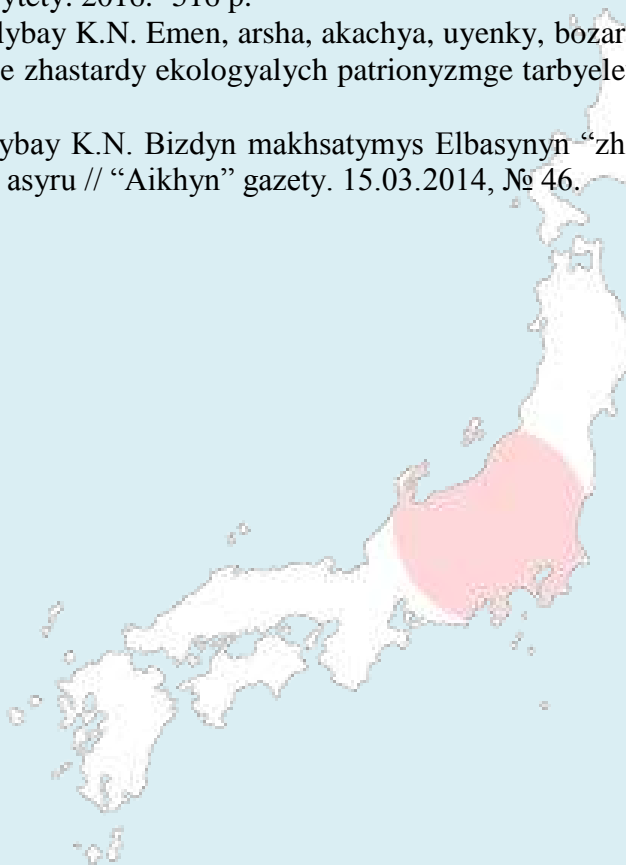 ytety. 2016. -316 p.
lybay K.N. Emen, arsha, akachya, uyenky, bozar
e zhastardy ekologyalych patrionyzmge tarbyele
ybay K.N. Bizdyn makhsatymys Elbasynyn “zh
asyru // “Aikhyn” gazety. 15.03.2014, № 46.